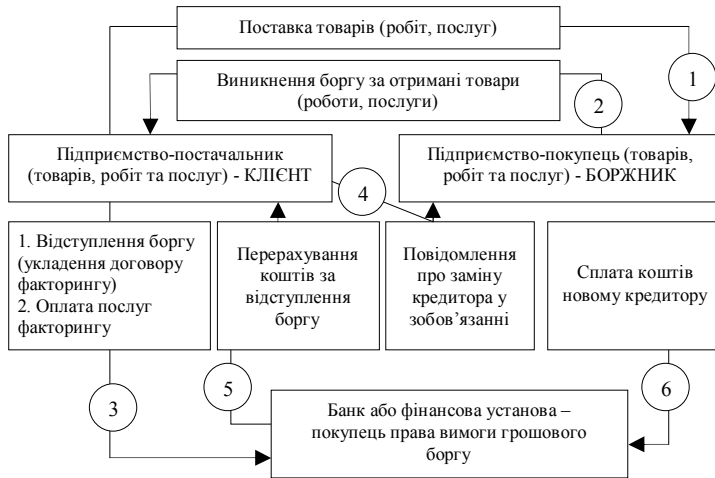 Поставка товарів (робіт, послуг)
1
Виникнення боргу за отримані товари
(роботи, послуги)
2
Підприємство-постачальник
(товарів, робіт та послуг) - КЛІЄНТ
Підприємство-покупець (товарів,
робіт та послуг) - БОРЖНИК
4
1. Відступлення боргу
(укладення договору
факторингу)
2. Оплата послуг
факторингу
Перерахування
коштів за
відступлення
боргу
Повідомлення
про заміну
кредитора у
зобов’язанні
Сплата коштів
новому кредитору
3
5
6
Банк або фінансова установа –
покупець права вимоги грошового
боргу